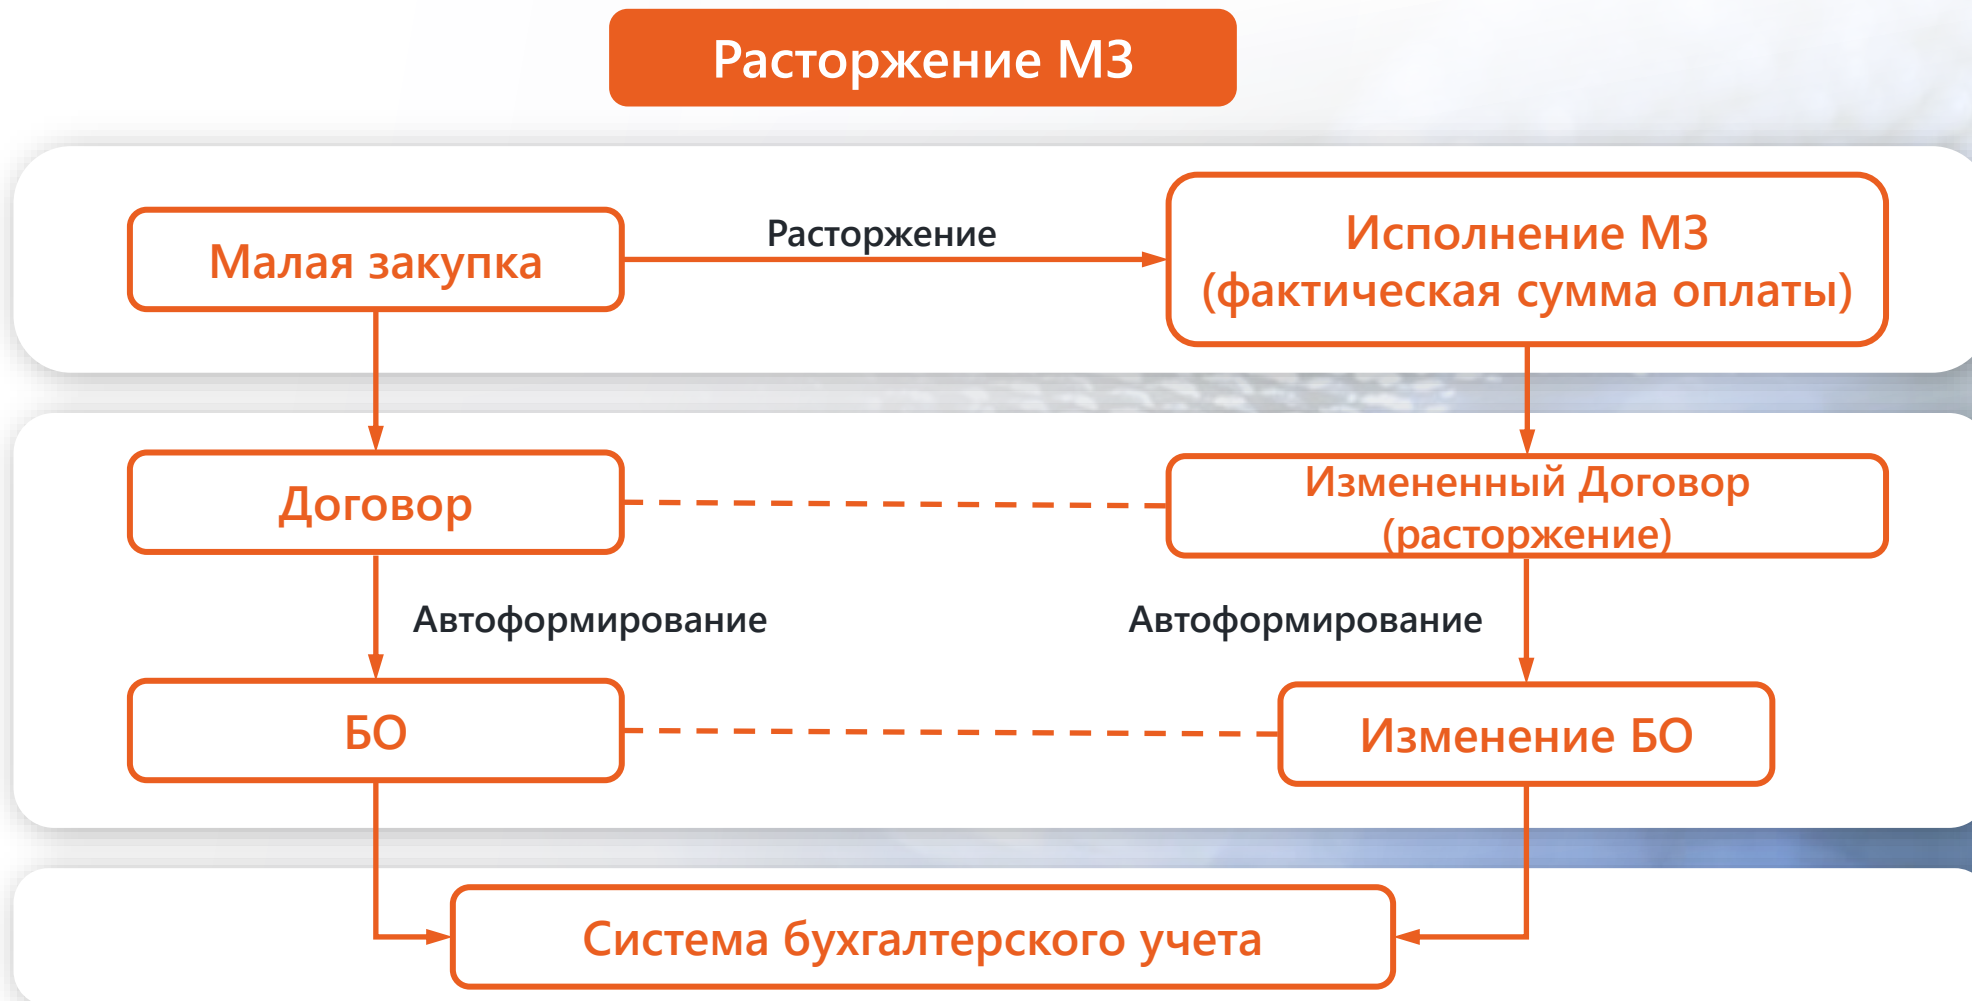 Расторжение МЗ
Малая закупка
Расторжение
Исполнение МЗ
(фактическая сумма оплаты)
Договор
Измененный Договор
(расторжение)
Автоформирование
Автоформирование
БО
Изменение БО
Система бухгалтерского учета